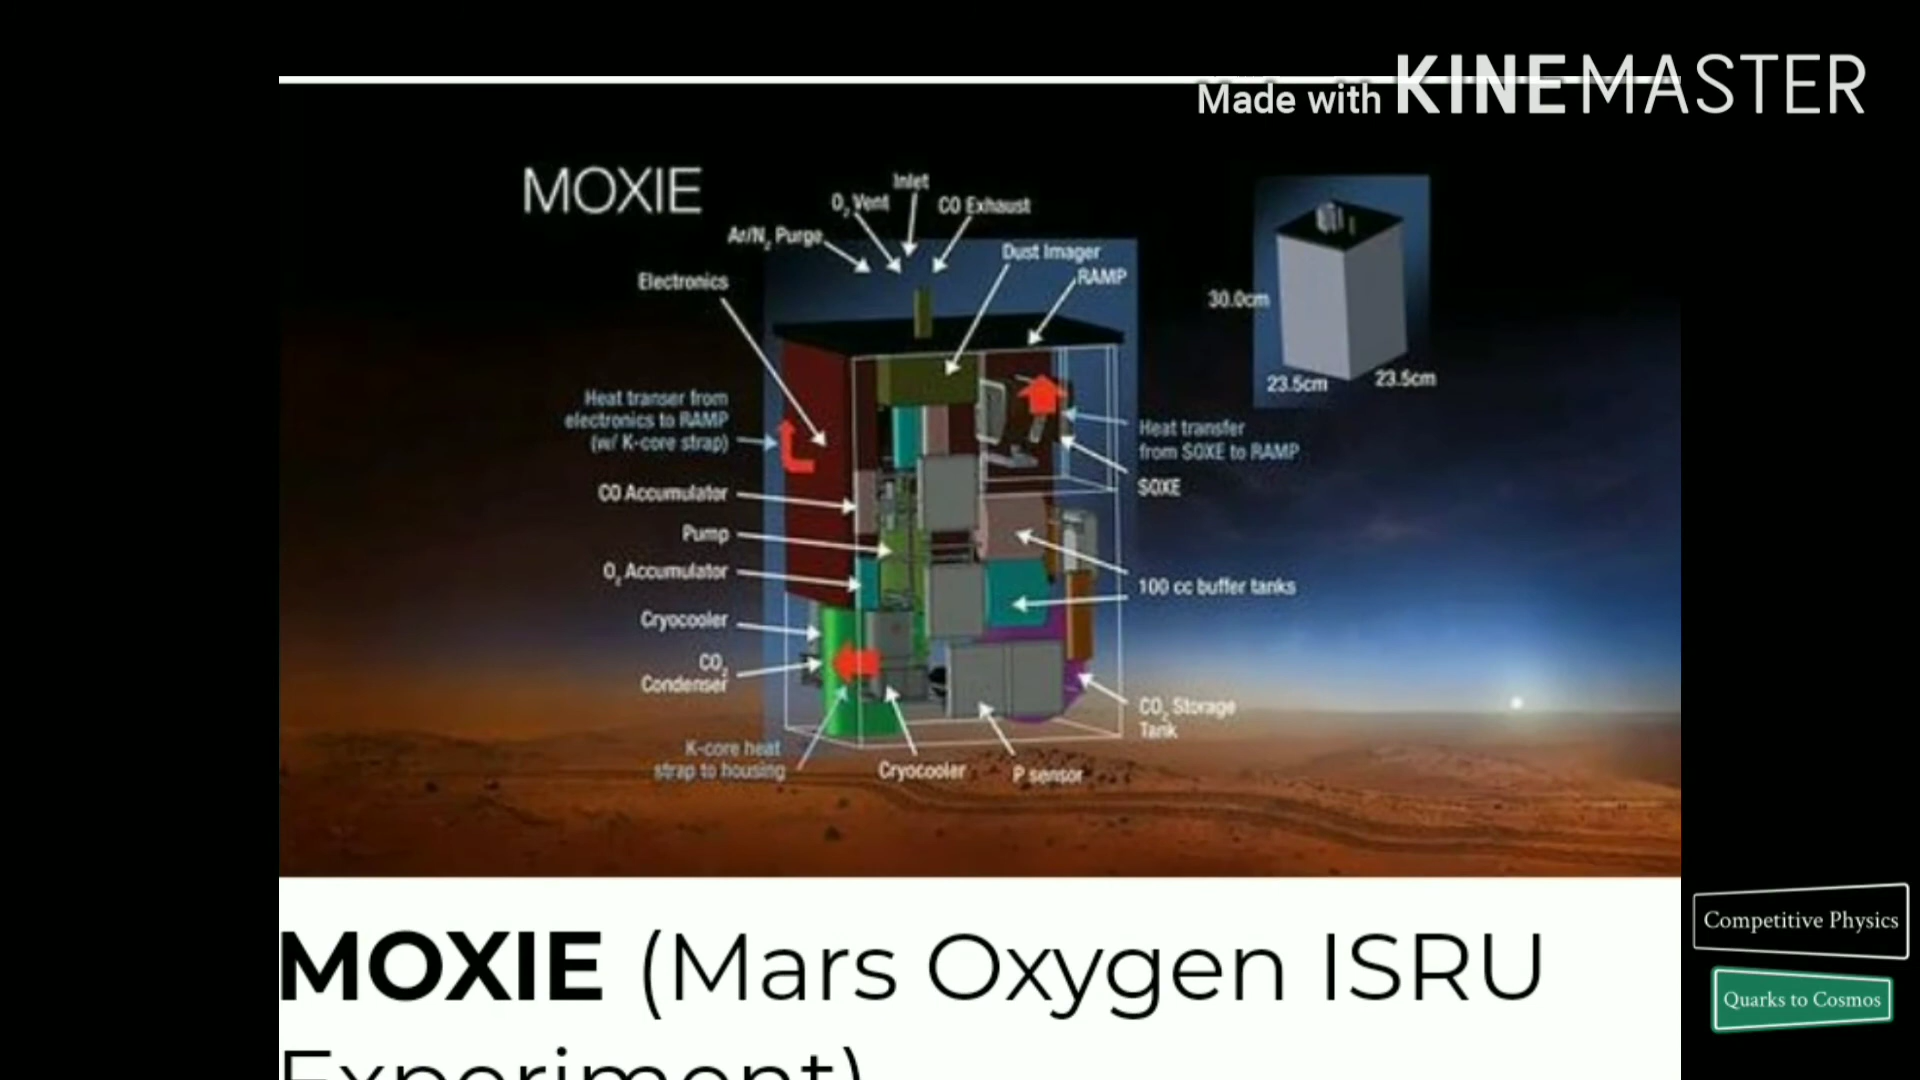 Made with KINEMASTER
MOXIE
Inlet
O₂ Vent
CO Exhaust
Ar/N₂ Purge
Dust Imager
RAMP
Electronics
30.0cm
23.5cm
23.5cm
Heat transer from
electronics to RAMP
(w/ K-core strap)
Heat transfer
from SOXE to RAMP
SOXE
CO Accumulator
Pump
O₂ Accumulator
100 cc buffer tanks
Cryocooler
CO₂
Condenser
CO₂ Storage
Tank
K-core heat
strap to housing
Cryocooler
P sensor
MOXIE (Mars Oxygen ISRU
Experiment)
Competitive Physics
Quarks to Cosmos